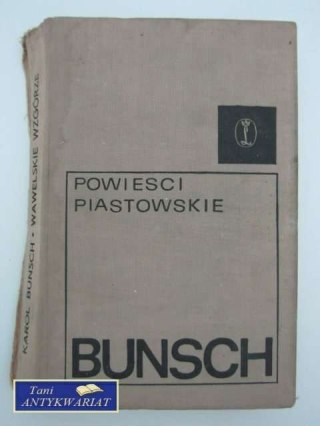 POWIEŚCI
PIASTOWSKIE
BUNSCH
KAROL BUNSCH • WAWELSKIE WZGÓRZE
Tani
ANTYKWARIAT